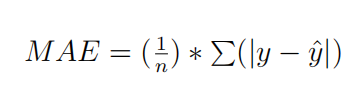 MAE = (1/n) * ∑(|y − ŷ|)